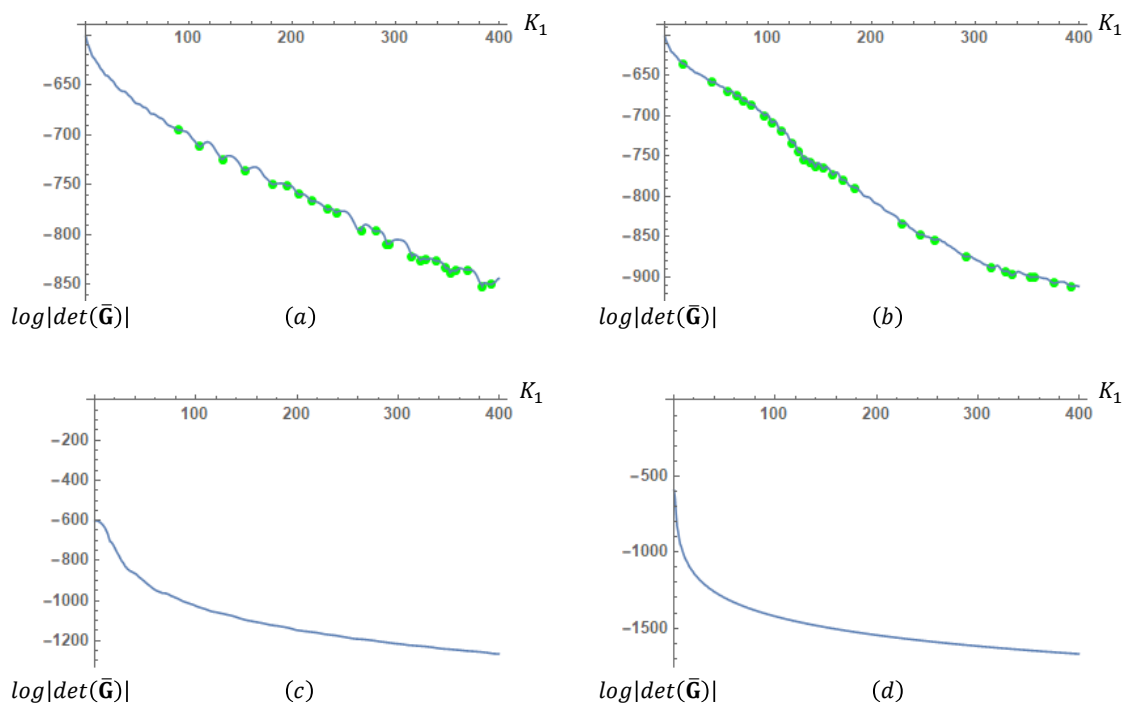 K₁
100 200 300 400
−650
−700
−750
−800
−850
log|det(Ḡ)| (a)
K₁
100 200 300 400
−650
−700
−750
−800
−850
−900
log|det(Ḡ)| (b)
K₁
100 200 300 400
−200
−400
−600
−800
−1000
−1200
log|det(Ḡ)| (c)
K₁
100 200 300 400
−500
−1000
−1500
log|det(Ḡ)| (d)